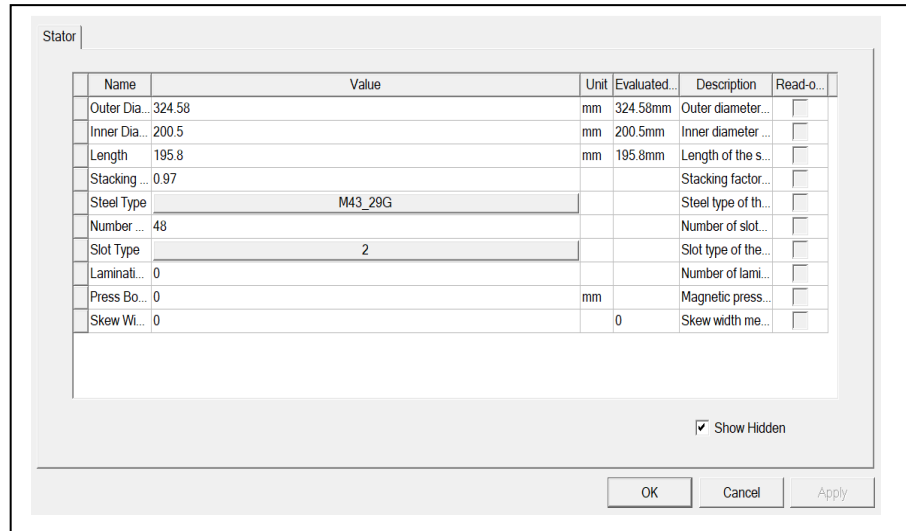 Stator
Name Value Unit Evaluated... Description Read-o...
Outer Dia... 324.58 mm 324.58mm Outer diameter...
Inner Dia... 200.5 mm 200.5mm Inner diameter ...
Length 195.8 mm 195.8mm Length of the s...
Stacking ... 0.97 Stacking factor...
Steel Type M43_29G Steel type of th...
Number ... 48 Number of slot...
Slot Type 2 Slot type of the...
Laminati... 0 Number of lami...
Press Bo... 0 mm Magnetic press...
Skew Wi... 0 0 Skew width me...
Show Hidden
OK Cancel Apply